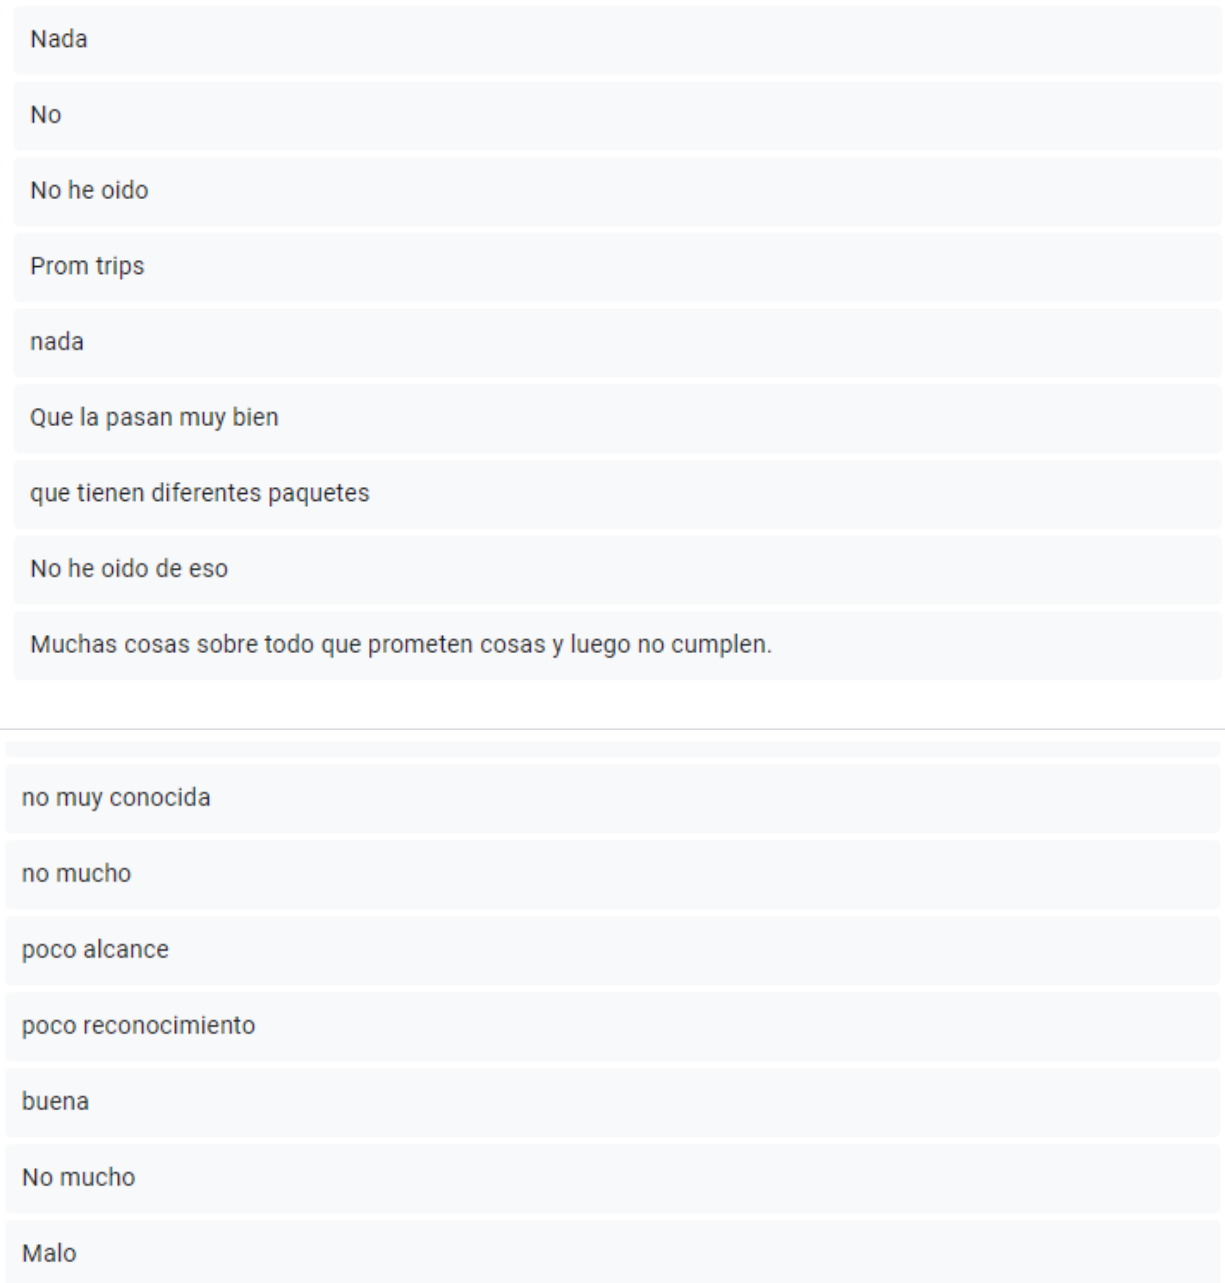 Nada
No
No he oido
Prom trips
nada
Que la pasan muy bien
que tienen diferentes paquetes
No he oido de eso
Muchas cosas sobre todo que prometen cosas y luego no cumplen.
no muy conocida
no mucho
poco alcance
poco reconocimiento
buena
No mucho
Malo